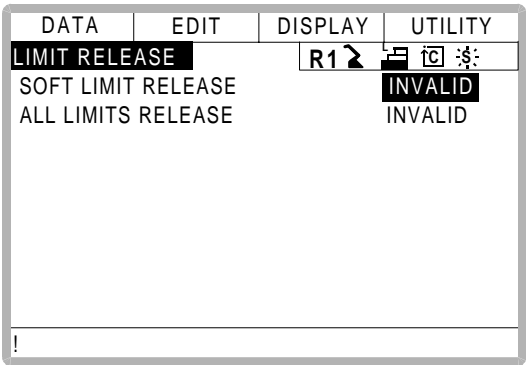 DATA EDIT DISPLAY UTILITY
LIMIT RELEASE R1 C S
SOFT LIMIT RELEASE INVALID
ALL LIMITS RELEASE INVALID
!